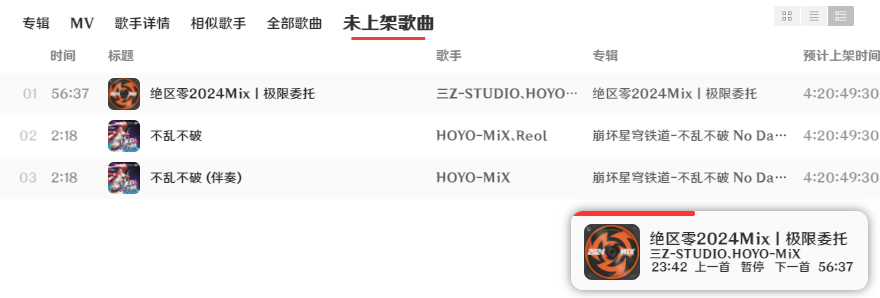 专辑 MV 歌手详情 相似歌手 全部歌曲 未上架歌曲
时间 标题 歌手 专辑 预计上架时间
01 56:37 绝区零2024Mix丨极限委托 三Z-STUDIO、HOYO… 绝区零2024Mix丨极限委托 4:20:49:30
02 2:18 不乱不破 HOYO-MiX、Reol 崩坏星穹铁道-不乱不破 No Da… 4:20:49:30
03 2:18 不乱不破 (伴奏) HOYO-MiX 崩坏星穹铁道-不乱不破 No Da… 4:20:49:30
绝区零2024Mix丨极限委托
三Z-STUDIO、HOYO-MiX
23:42 上一首 暂停 下一首 56:37